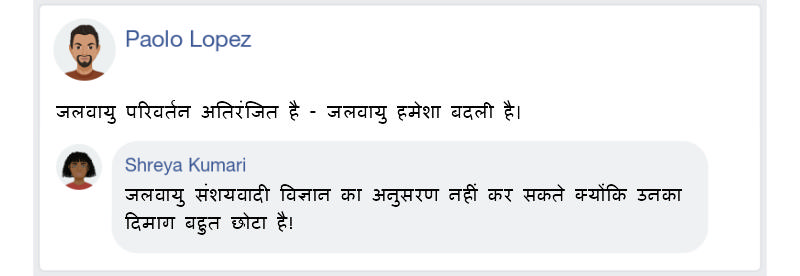 Paolo Lopez
जलवायु परिवर्तन अतिरंजित है - जलवायु हमेशा बदली है।
Shreya Kumari
जलवायु संशयवादी विज्ञान का अनुसरण नहीं कर सकते क्योंकि उनका
दिमाग बहुत छोटा है!